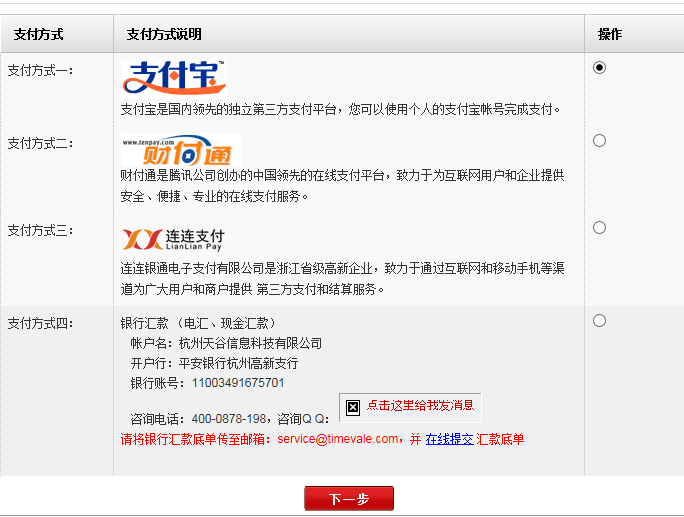 支付方式 支付方式说明 操作
支付方式一：
支付宝™
支付宝是国内领先的独立第三方支付平台，您可以使用个人的支付宝帐号完成支付。
支付方式二：
www.tenpay.com
财付通
财付通是腾讯公司创办的中国领先的在线支付平台，致力于为互联网用户和企业提供
安全、便捷、专业的在线支付服务。
支付方式三：
连连支付
LianLian Pay
连连银通电子支付有限公司是浙江省级高新企业，致力于通过互联网和移动手机等渠
道为广大用户和商户提供 第三方支付和结算服务。
支付方式四：
银行汇款 （电汇、现金汇款）
帐户名：杭州天谷信息科技有限公司
开户行：平安银行杭州高新支行
银行账号：11003491675701
咨询电话：400-0878-198，咨询Q Q： 点击这里给我发消息
请将银行汇款底单传至邮箱：service@timevale.com，并 在线提交 汇款底单
下一步